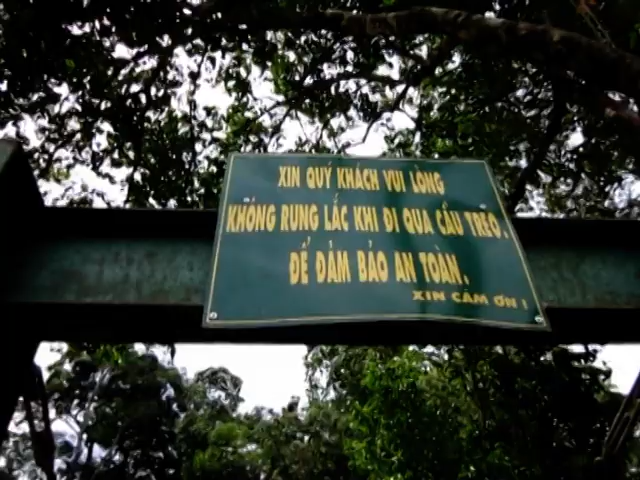 XIN QUÝ KHÁCH VUI LÒNG
KHÔNG RUNG LẮC KHI ĐI QUA CẦU TREO.
ĐỂ ĐẢM BẢO AN TOÀN.
XIN CÁM ƠN !